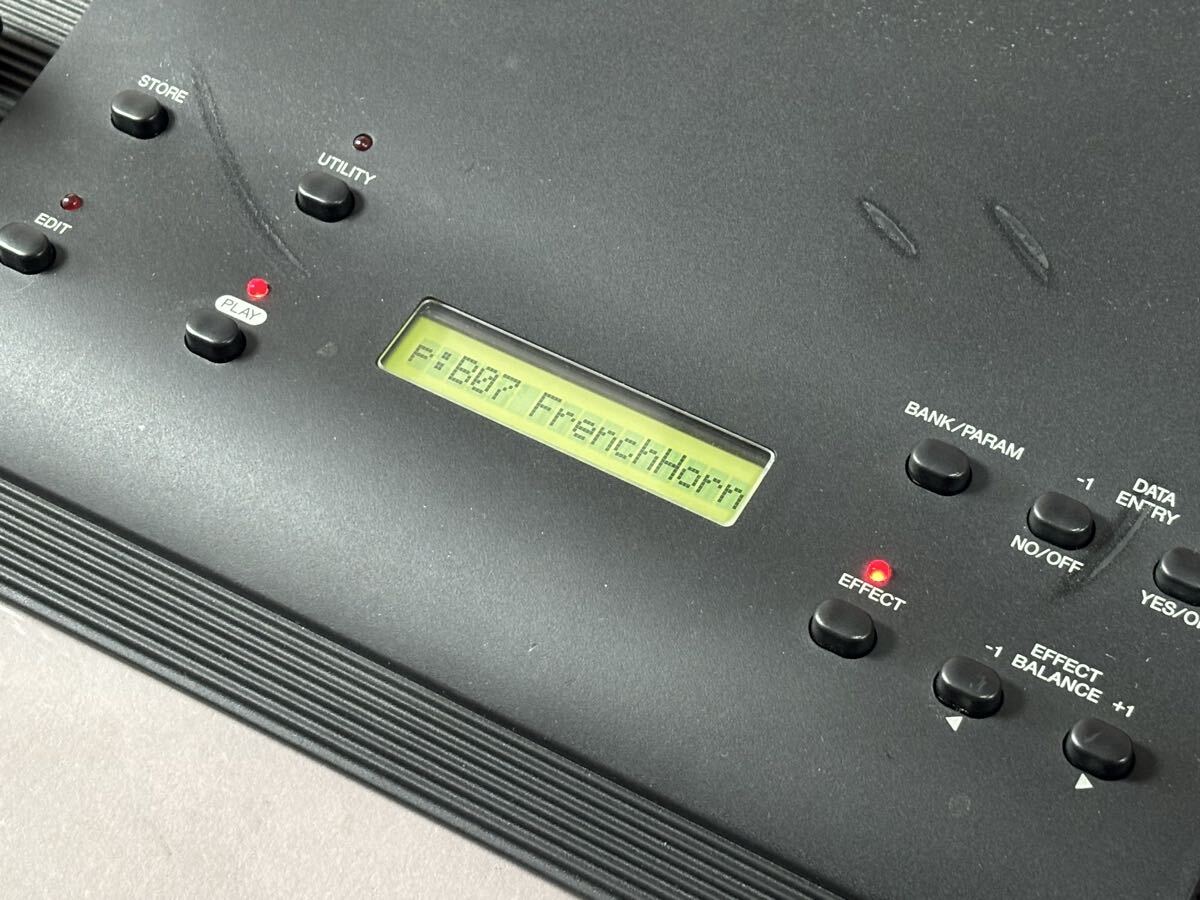 STORE
UTILITY
EDIT
PLAY
P:B07 FrenchHorn
BANK/PARAM
-1
DATA
ENTRY
NO/OFF
EFFECT
-1
EFFECT
BALANCE
+1